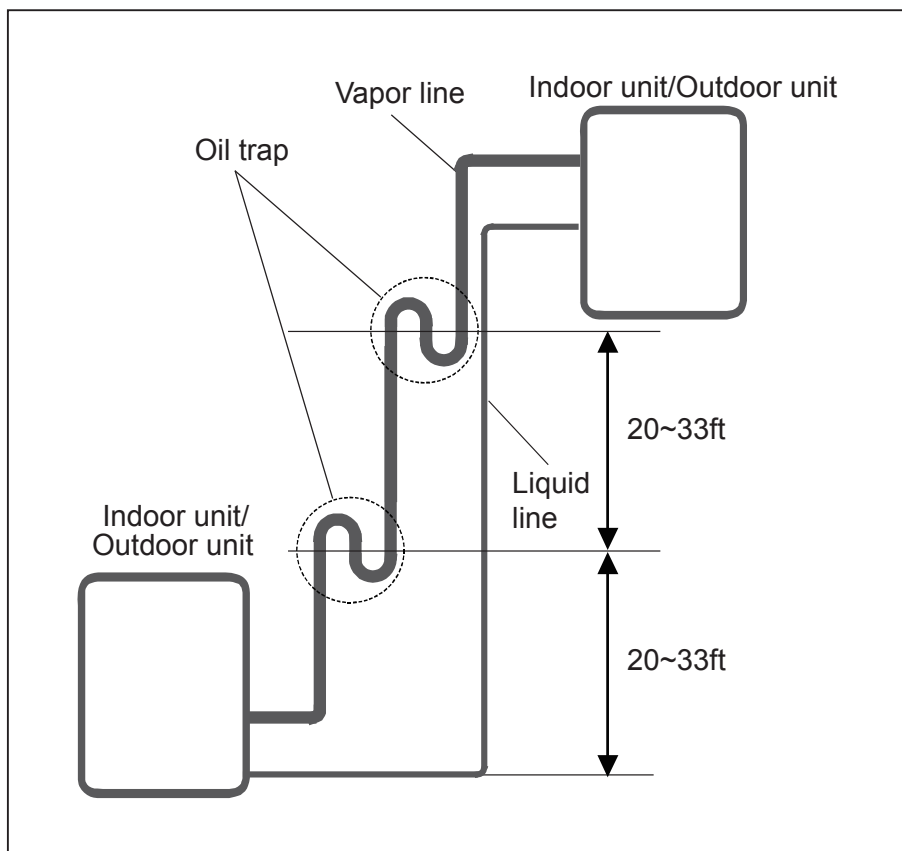 Indoor unit/Outdoor unit
Vapor line
Oil trap
20~33ft
Liquid
line
Indoor unit/
Outdoor unit
20~33ft